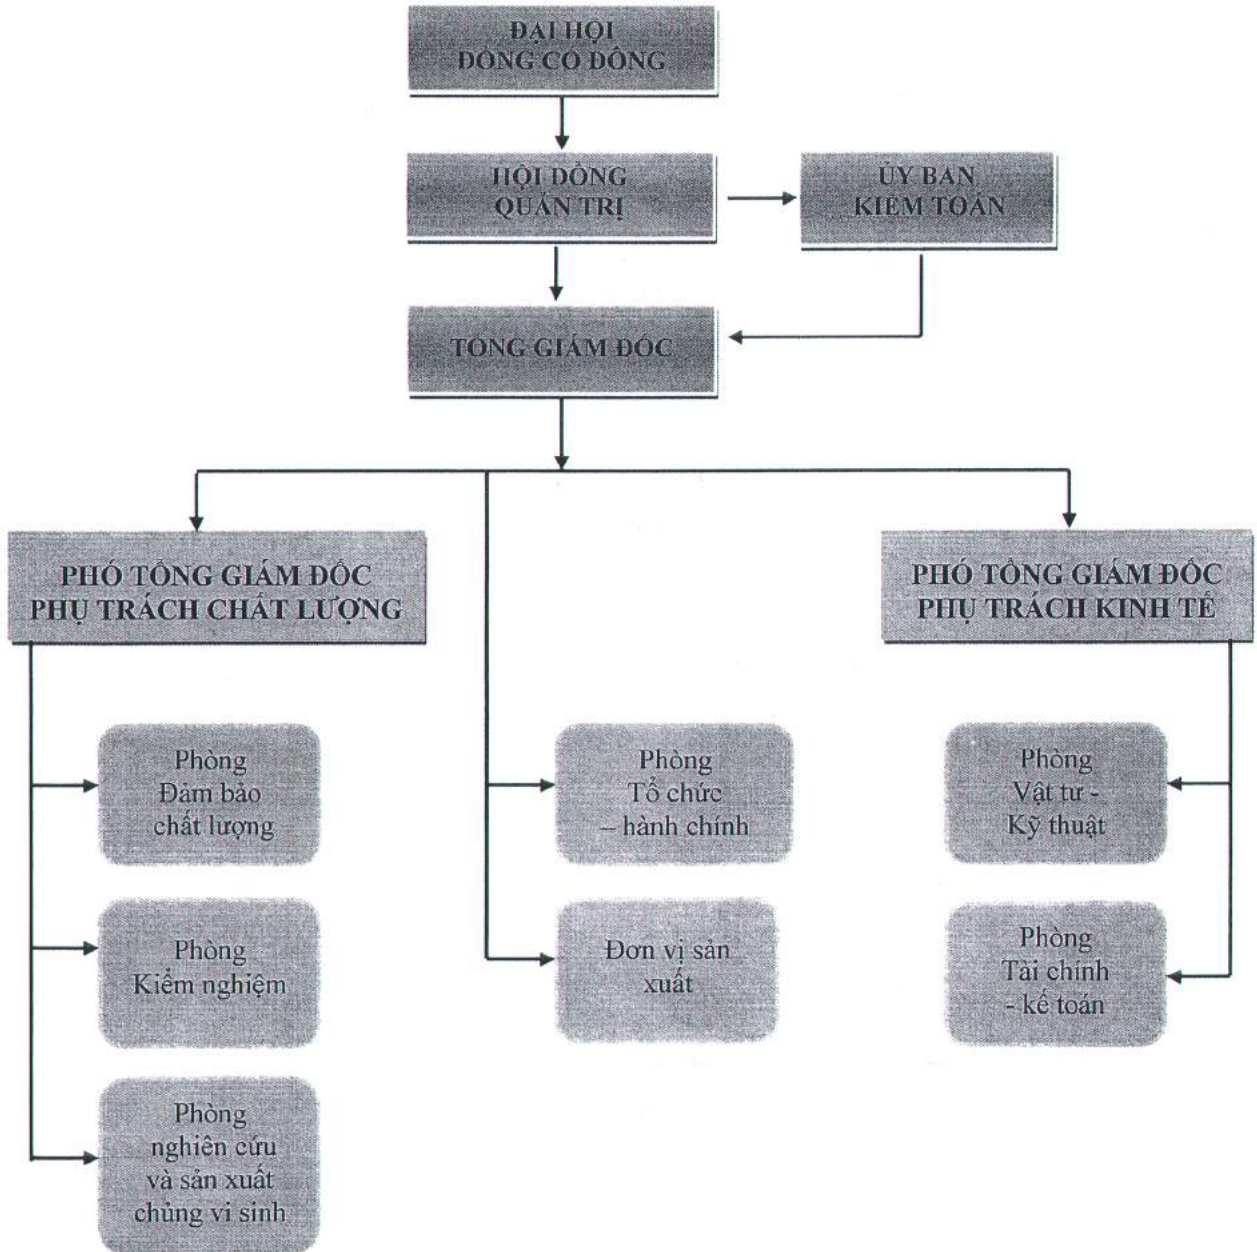 ĐẠI HỘI
ĐỒNG CỔ ĐÔNG
HỘI ĐỒNG
QUẢN TRỊ
ỦY BAN
KIỂM TOÁN
TỔNG GIÁM ĐỐC
PHÓ TỔNG GIÁM ĐỐC
PHỤ TRÁCH CHẤT LƯỢNG
PHÓ TỔNG GIÁM ĐỐC
PHỤ TRÁCH KINH TẾ
Phòng
Đảm bảo
chất lượng
Phòng
Tổ chức
– hành chính
Phòng
Vật tư -
Kỹ thuật
Phòng
Kiểm nghiệm
Đơn vị sản
xuất
Phòng
Tài chính
- kế toán
Phòng
nghiên cứu
và sản xuất
chủng vi sinh